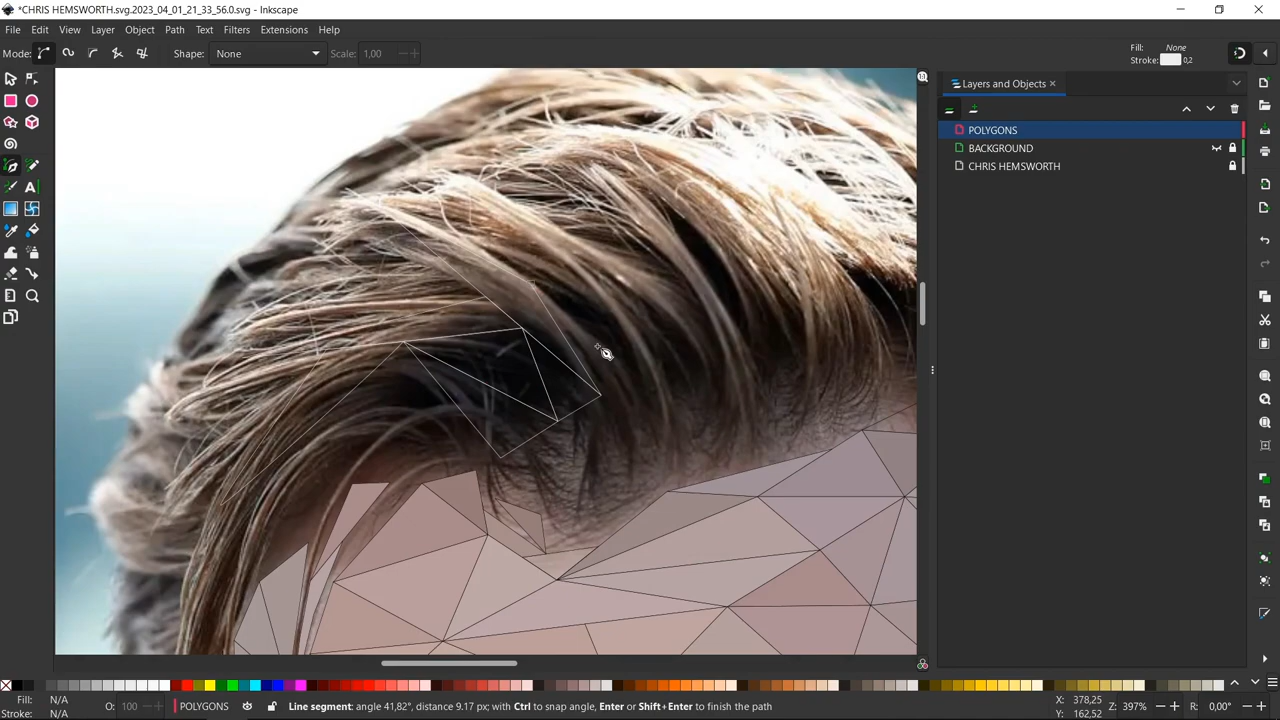 *CHRIS HEMSWORTH.svg.2023_04_01_21_33_56.0.svg - Inkscape
File Edit View Layer Object Path Text Filters Extensions Help
Mode: Shape: None Scale: 1,00
Fill: None
Stroke: 0,2
Layers and Objects
POLYGONS
BACKGROUND
CHRIS HEMSWORTH
Fill: N/A
Stroke: N/A
O: 100
POLYGONS
Line segment: angle 41,82°, distance 9.17 px; with Ctrl to snap angle, Enter or Shift+Enter to finish the path
X: 378,25
Y: 162,52
Z: 397%
R: 0,00°